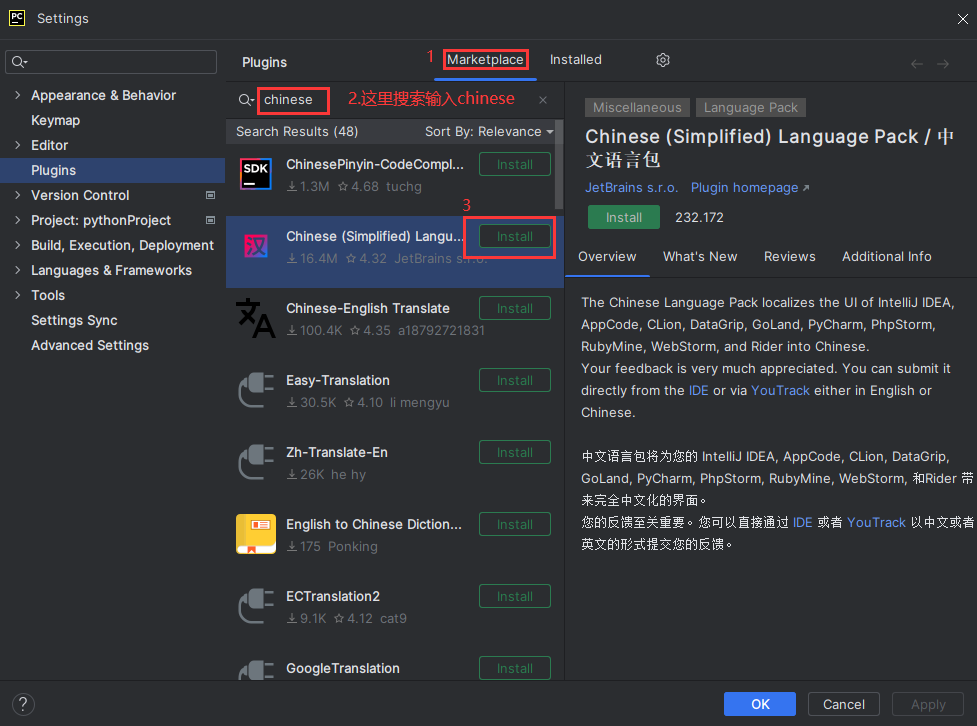 PC
Settings
Appearance & Behavior
Keymap
Editor
Plugins
Version Control
Project: pythonProject
Build, Execution, Deployment
Languages & Frameworks
Tools
Settings Sync
Advanced Settings
Plugins
1
Marketplace
Installed
chinese
2.这里搜索输入chinese
Search Results (48)
Sort By: Relevance
SDK
ChinesePinyin-CodeCompl...
Install
1.3M 4.68 tuchg
3
汉
Chinese (Simplified) Langu...
Install
16.4M 4.32 JetBrains s.r.o.
Chinese-English Translate
Install
100.4K 4.35 a18792721831
Easy-Translation
Install
30.5K 4.10 li mengyu
Zh-Translate-En
Install
26K he hy
English to Chinese Diction...
Install
175 Ponking
ECTranslation2
Install
9.1K 4.12 cat9
GoogleTranslation
Install
Miscellaneous
Language Pack
Chinese (Simplified) Language Pack / 中
文语言包
JetBrains s.r.o. Plugin homepage
Install
232.172
Overview
What's New
Reviews
Additional Info
The Chinese Language Pack localizes the UI of IntelliJ IDEA,
AppCode, CLion, DataGrip, GoLand, PyCharm, PhpStorm,
RubyMine, WebStorm, and Rider into Chinese.
Your feedback is very much appreciated. You can submit it
directly from the IDE or via YouTrack either in English or
Chinese.
中文语言包将为您的 IntelliJ IDEA, AppCode, CLion, DataGrip,
GoLand, PyCharm, PhpStorm, RubyMine, WebStorm, 和Rider 带
来完全中文化的界面。
您的反馈至关重要。您可以直接通过 IDE 或者 YouTrack 以中文或者
英文的形式提交您的反馈。
?
OK
Cancel
Apply